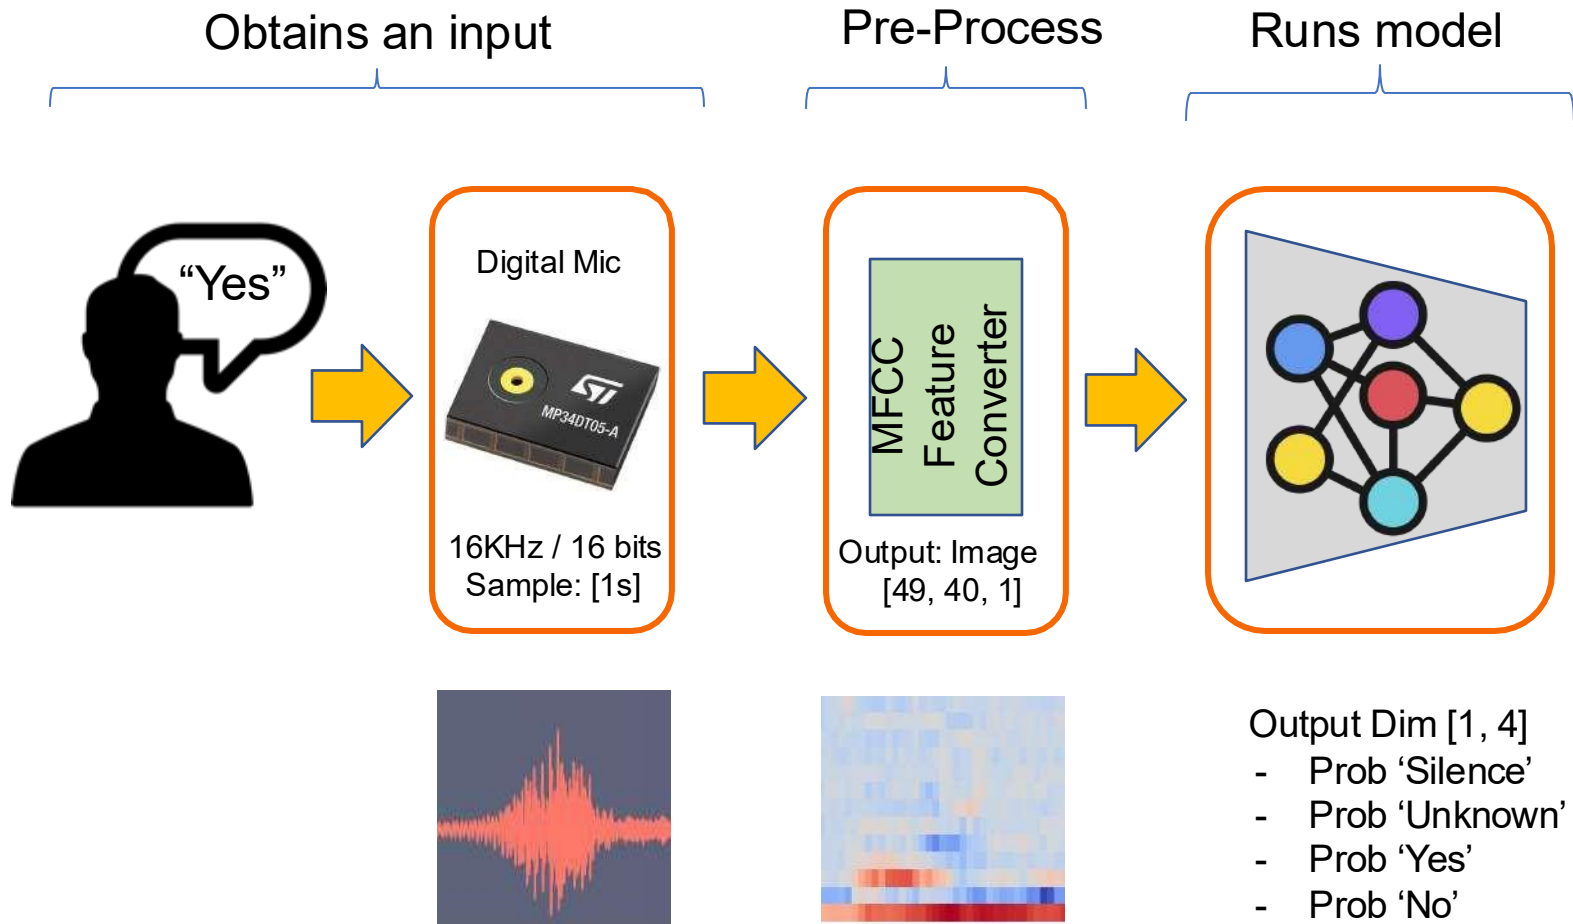 Obtains an input
Pre-Process
Runs model
“Yes”
Digital Mic
ST
MP34DT05-A
16KHz / 16 bits
Sample: [1s]
MFCC
Feature
Converter
Output: Image
[49, 40, 1]
Output Dim [1, 4]
- Prob ‘Silence’
- Prob ‘Unknown’
- Prob ‘Yes’
- Prob ‘No’